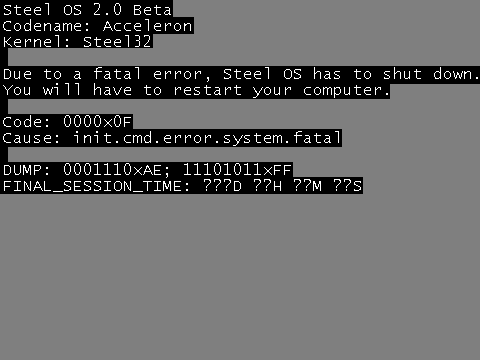 Steel OS 2.0 Beta
Codename: Acceleron
Kernel: Steel32
Due to a fatal error, Steel OS has to shut down.
You will have to restart your computer.
Code: 0000x0F
Cause: init.cmd.error.system.fatal
DUMP: 0001110xAE; 11101011xFF
FINAL_SESSION_TIME: ???D ??H ??M ??S